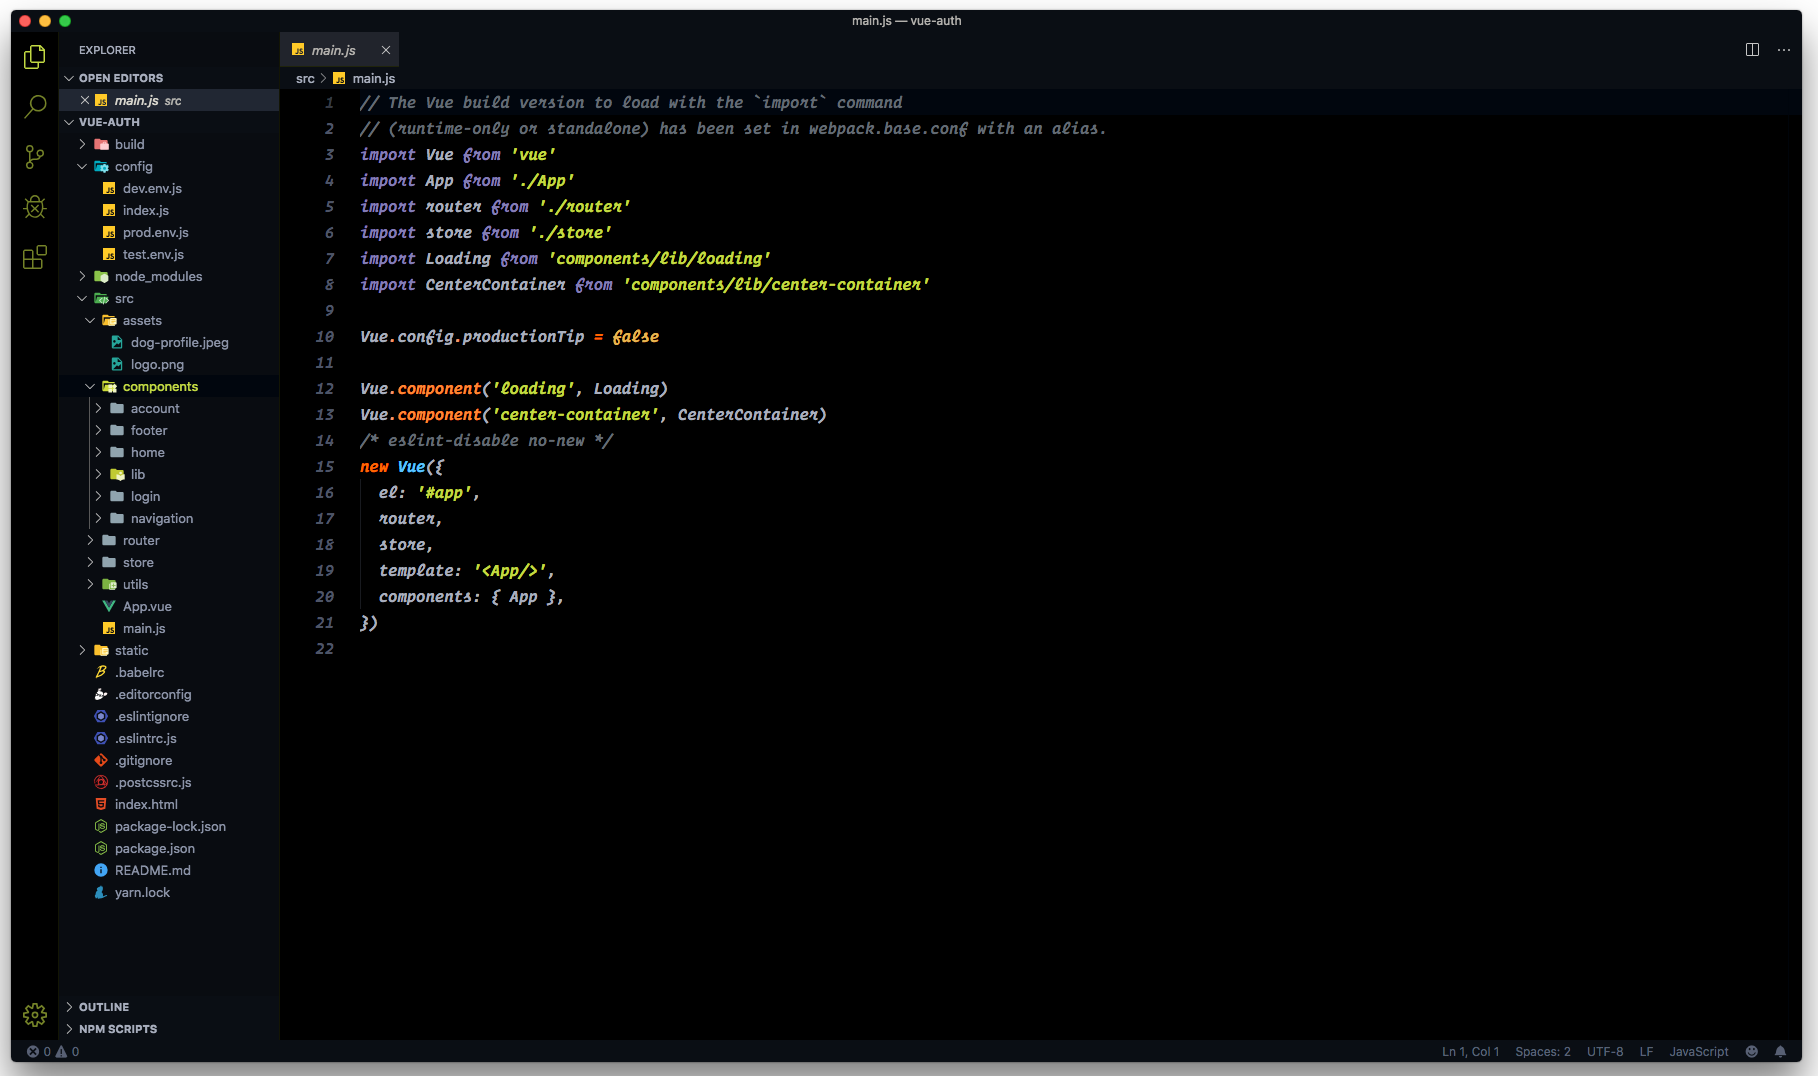 main.js — vue-auth
EXPLORER
OPEN EDITORS
main.js src
VUE-AUTH
build
config
dev.env.js
index.js
prod.env.js
test.env.js
node_modules
src
assets
dog-profile.jpeg
logo.png
components
account
footer
home
lib
login
navigation
router
store
utils
App.vue
main.js
static
.babelrc
.editorconfig
.eslintignore
.eslintrc.js
.gitignore
.postcssrc.js
index.html
package-lock.json
package.json
README.md
yarn.lock
OUTLINE
NPM SCRIPTS
main.js
src > main.js
1 // The Vue build version to load with the `import` command
2 // (runtime-only or standalone) has been set in webpack.base.conf with an alias.
3 import Vue from 'vue'
4 import App from './App'
5 import router from './router'
6 import store from './store'
7 import Loading from 'components/lib/loading'
8 import CenterContainer from 'components/lib/center-container'
9
10 Vue.config.productionTip = false
11
12 Vue.component('loading', Loading)
13 Vue.component('center-container', CenterContainer)
14 /* eslint-disable no-new */
15 new Vue({
16   el: '#app',
17   router,
18   store,
19   template: '<App/>',
20   components: { App },
21 })
22
0 0
Ln 1, Col 1 Spaces: 2 UTF-8 LF JavaScript